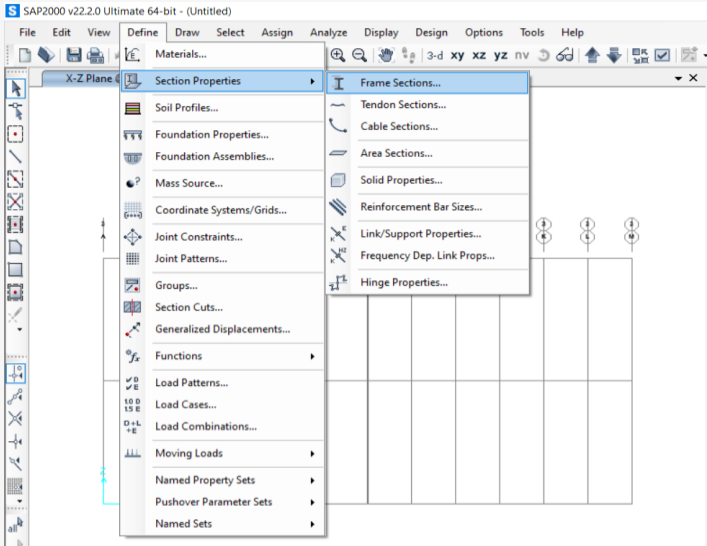 SAP2000 v22.2.0 Ultimate 64-bit - (Untitled)
File Edit View Define Draw Select Assign Analyze Display Design Options Tools Help
3-d xy xz yz nv
X-Z Plane @
Materials...
Section Properties
Soil Profiles...
Foundation Properties...
Foundation Assemblies...
Mass Source...
Coordinate Systems/Grids...
Joint Constraints...
Joint Patterns...
Groups...
Section Cuts...
Generalized Displacements...
Functions
Load Patterns...
Load Cases...
Load Combinations...
Moving Loads
Named Property Sets
Pushover Parameter Sets
Named Sets
Frame Sections...
Tendon Sections...
Cable Sections...
Area Sections...
Solid Properties...
Reinforcement Bar Sizes...
Link/Support Properties...
Frequency Dep. Link Props...
Hinge Properties...
all